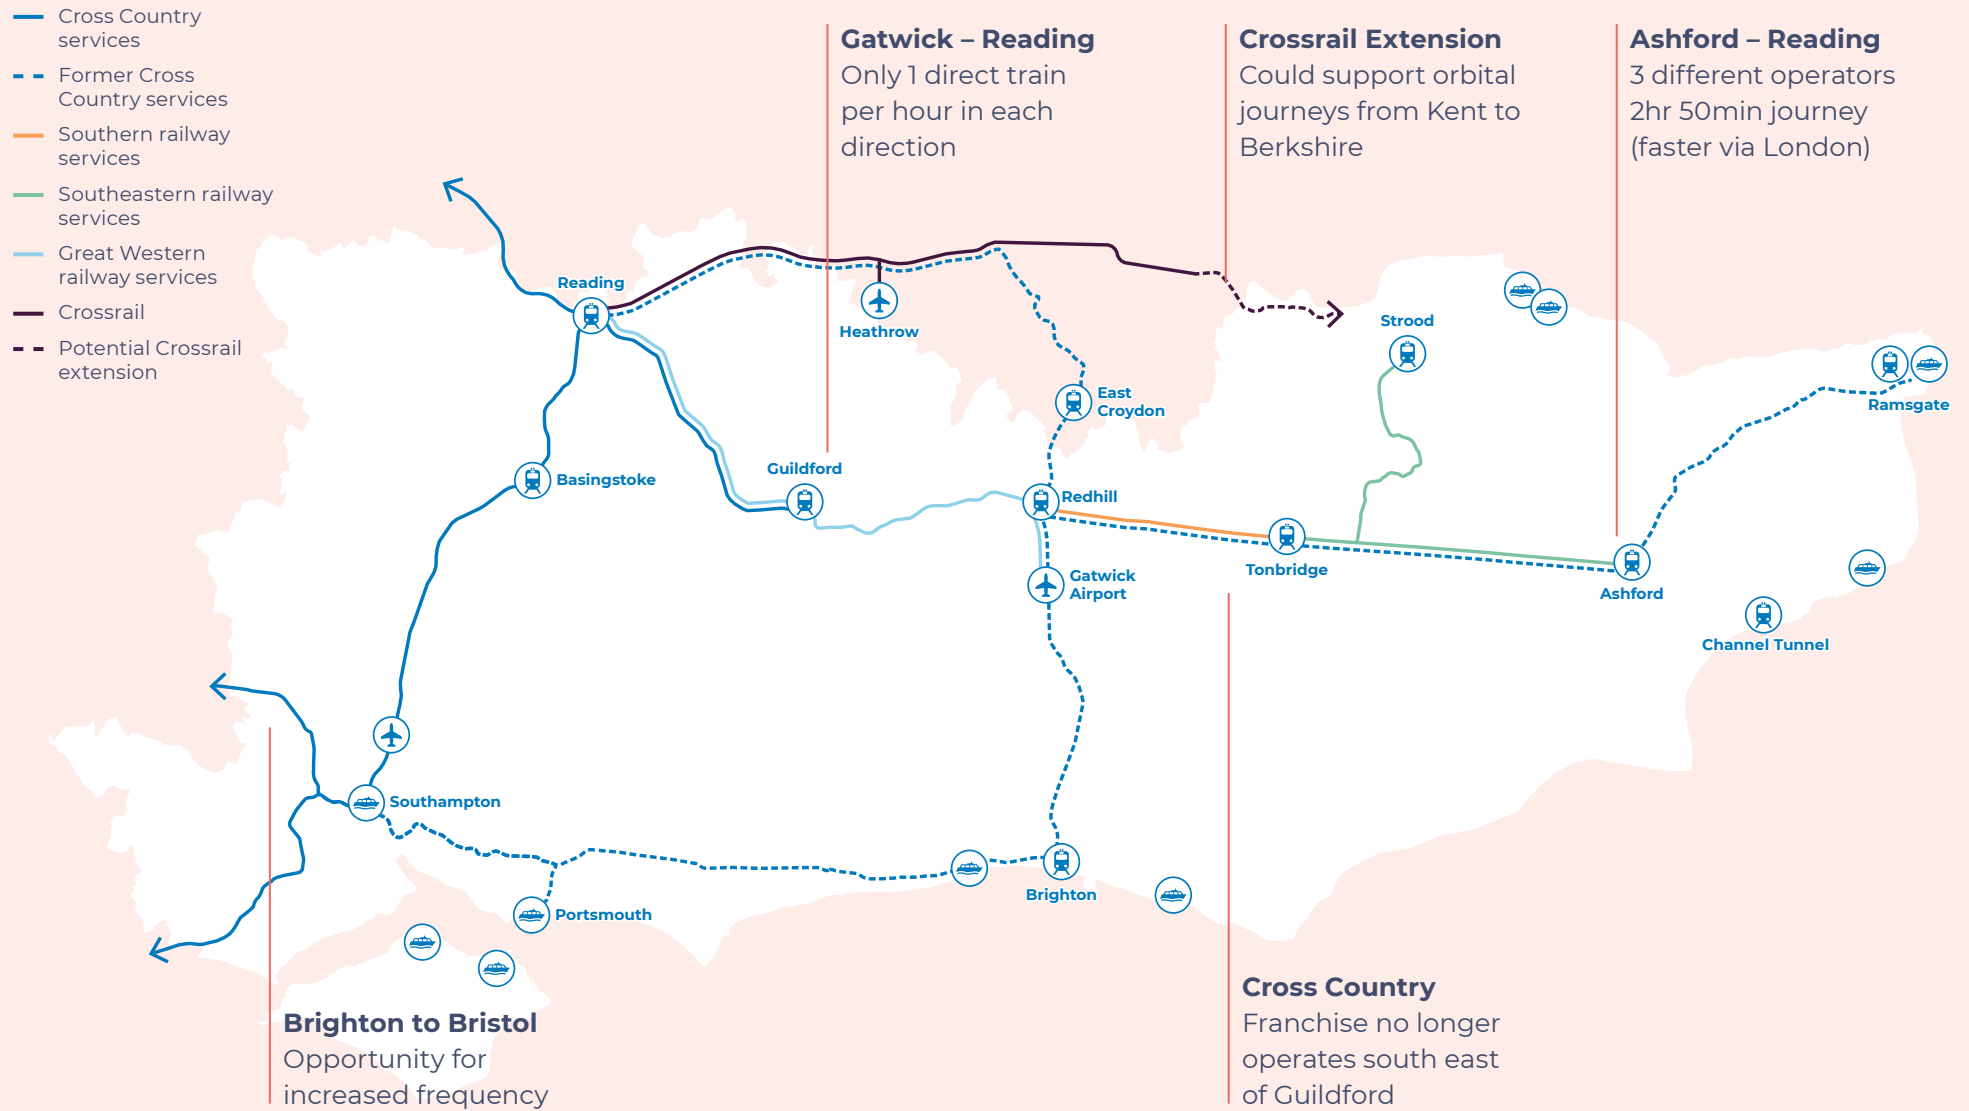 Cross Country
services
Former Cross
Country services
Southern railway
services
Southeastern railway
services
Great Western
railway services
Crossrail
Potential Crossrail
extension
Gatwick – Reading
Only 1 direct train
per hour in each
direction
Crossrail Extension
Could support orbital
journeys from Kent to
Berkshire
Ashford – Reading
3 different operators
2hr 50min journey
(faster via London)
Reading
Heathrow
Strood
East
Croydon
Ramsgate
Guildford
Basingstoke
Redhill
Tonbridge
Gatwick
Airport
Ashford
Channel Tunnel
Southampton
Brighton
Portsmouth
Cross Country
Franchise no longer
operates south east
of Guildford
Brighton to Bristol
Opportunity for
increased frequency